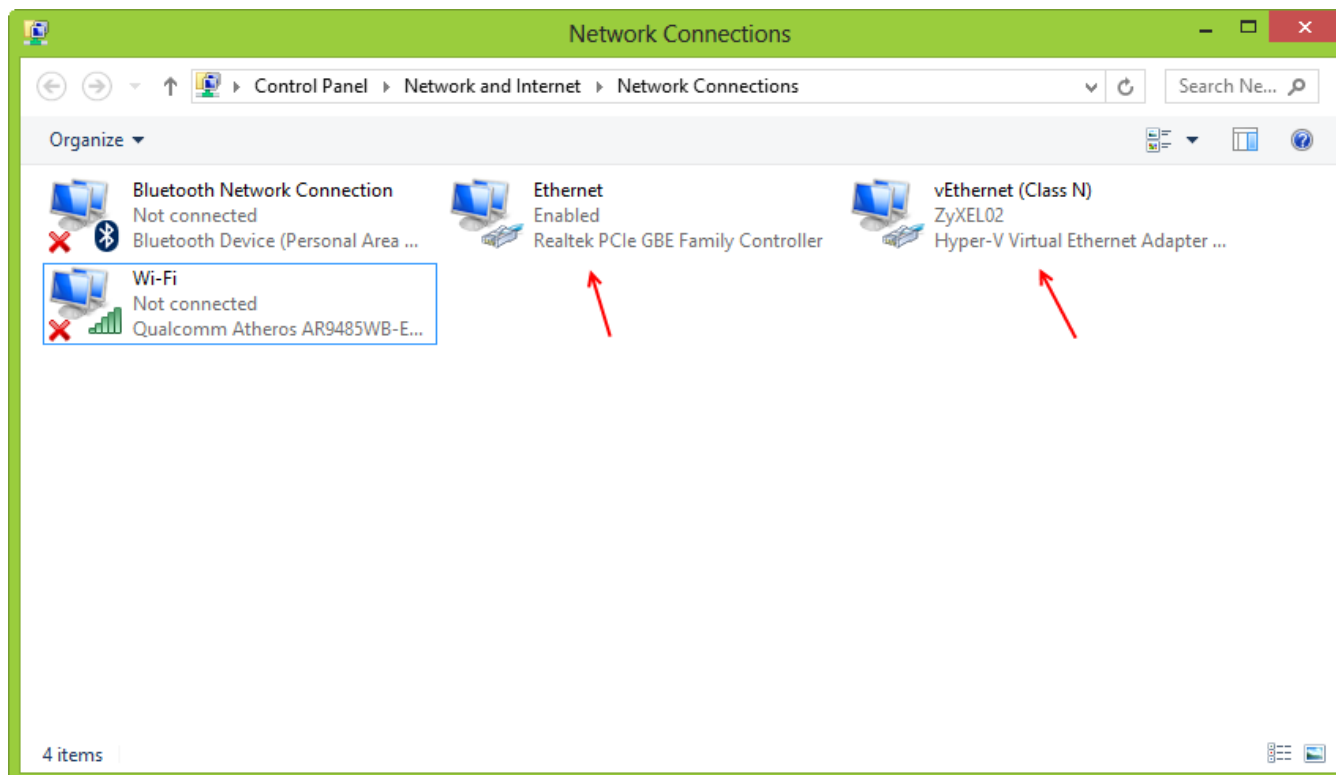 Network Connections
Control Panel Network and Internet Network Connections
Search Ne...
Organize
Bluetooth Network Connection
Not connected
Bluetooth Device (Personal Area ...
Ethernet
Enabled
Realtek PCIe GBE Family Controller
vEthernet (Class N)
ZyXEL02
Hyper-V Virtual Ethernet Adapter ...
Wi-Fi
Not connected
Qualcomm Atheros AR9485WB-E...
4 items